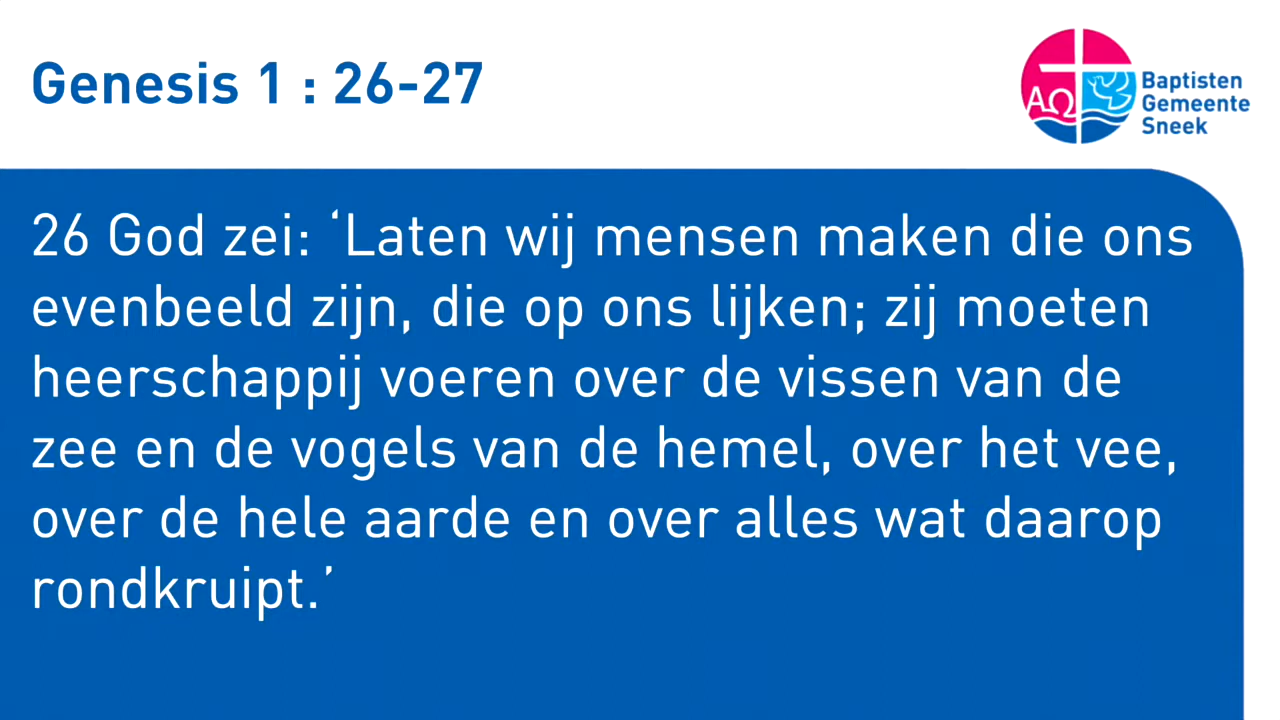 Genesis 1 : 26-27
ΑΩ
Baptisten
Gemeente
Sneek
26 God zei: ‘Laten wij mensen maken die ons
evenbeeld zijn, die op ons lijken; zij moeten
heerschappij voeren over de vissen van de
zee en de vogels van de hemel, over het vee,
over de hele aarde en over alles wat daarop
rondkruipt.’